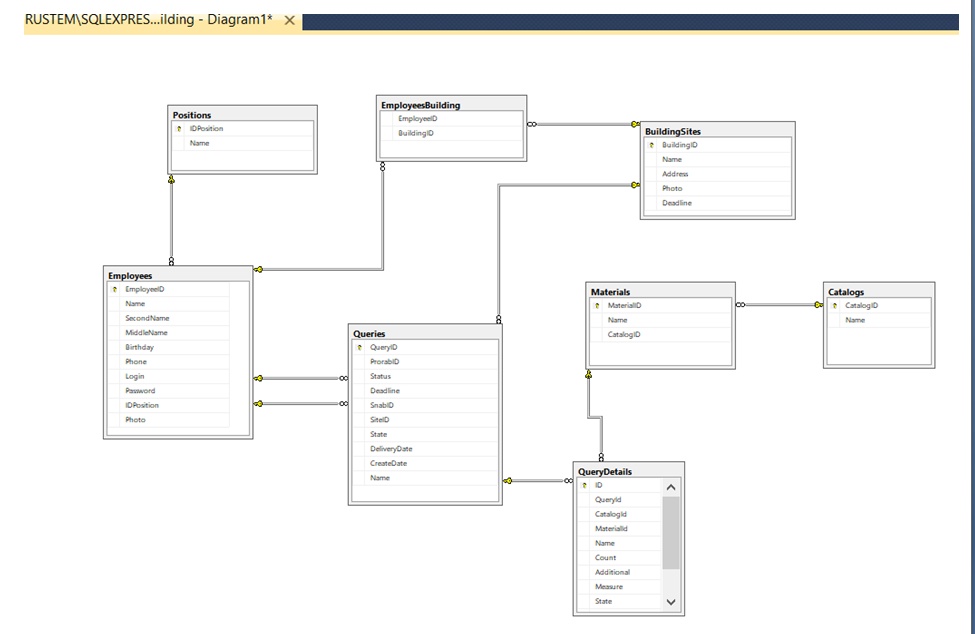 RUSTEM\SQLEXPRES...ilding - Diagram1*
Positions
IDPosition
Name
EmployeesBuilding
EmployeeID
BuildingID
BuildingSites
BuildingID
Name
Address
Photo
Deadline
Employees
EmployeeID
Name
SecondName
MiddleName
Birthday
Phone
Login
Password
IDPosition
Photo
Queries
QueryID
ProrabID
Status
Deadline
SnabID
SiteID
State
DeliveryDate
CreateDate
Name
Materials
MaterialID
Name
CatalogID
Catalogs
CatalogID
Name
QueryDetails
ID
QueryId
CatalogId
MaterialId
Name
Count
Additional
Measure
State